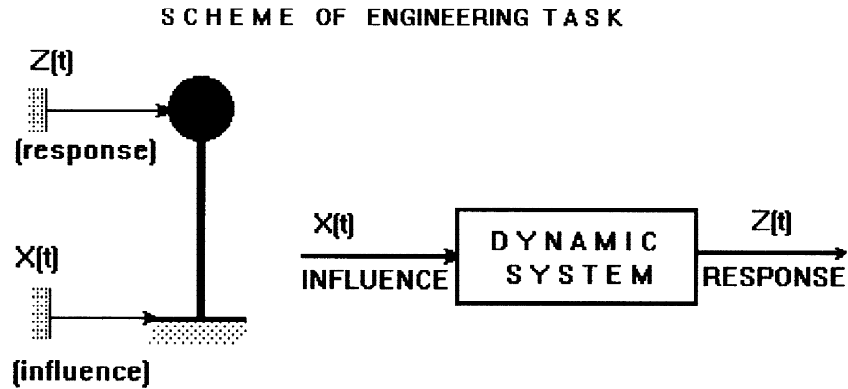 SCHEME OF ENGINEERING TASK
Z(t)
(response)
X(t)
(influence)
X(t)
INFLUENCE
DYNAMIC
SYSTEM
Z(t)
RESPONSE